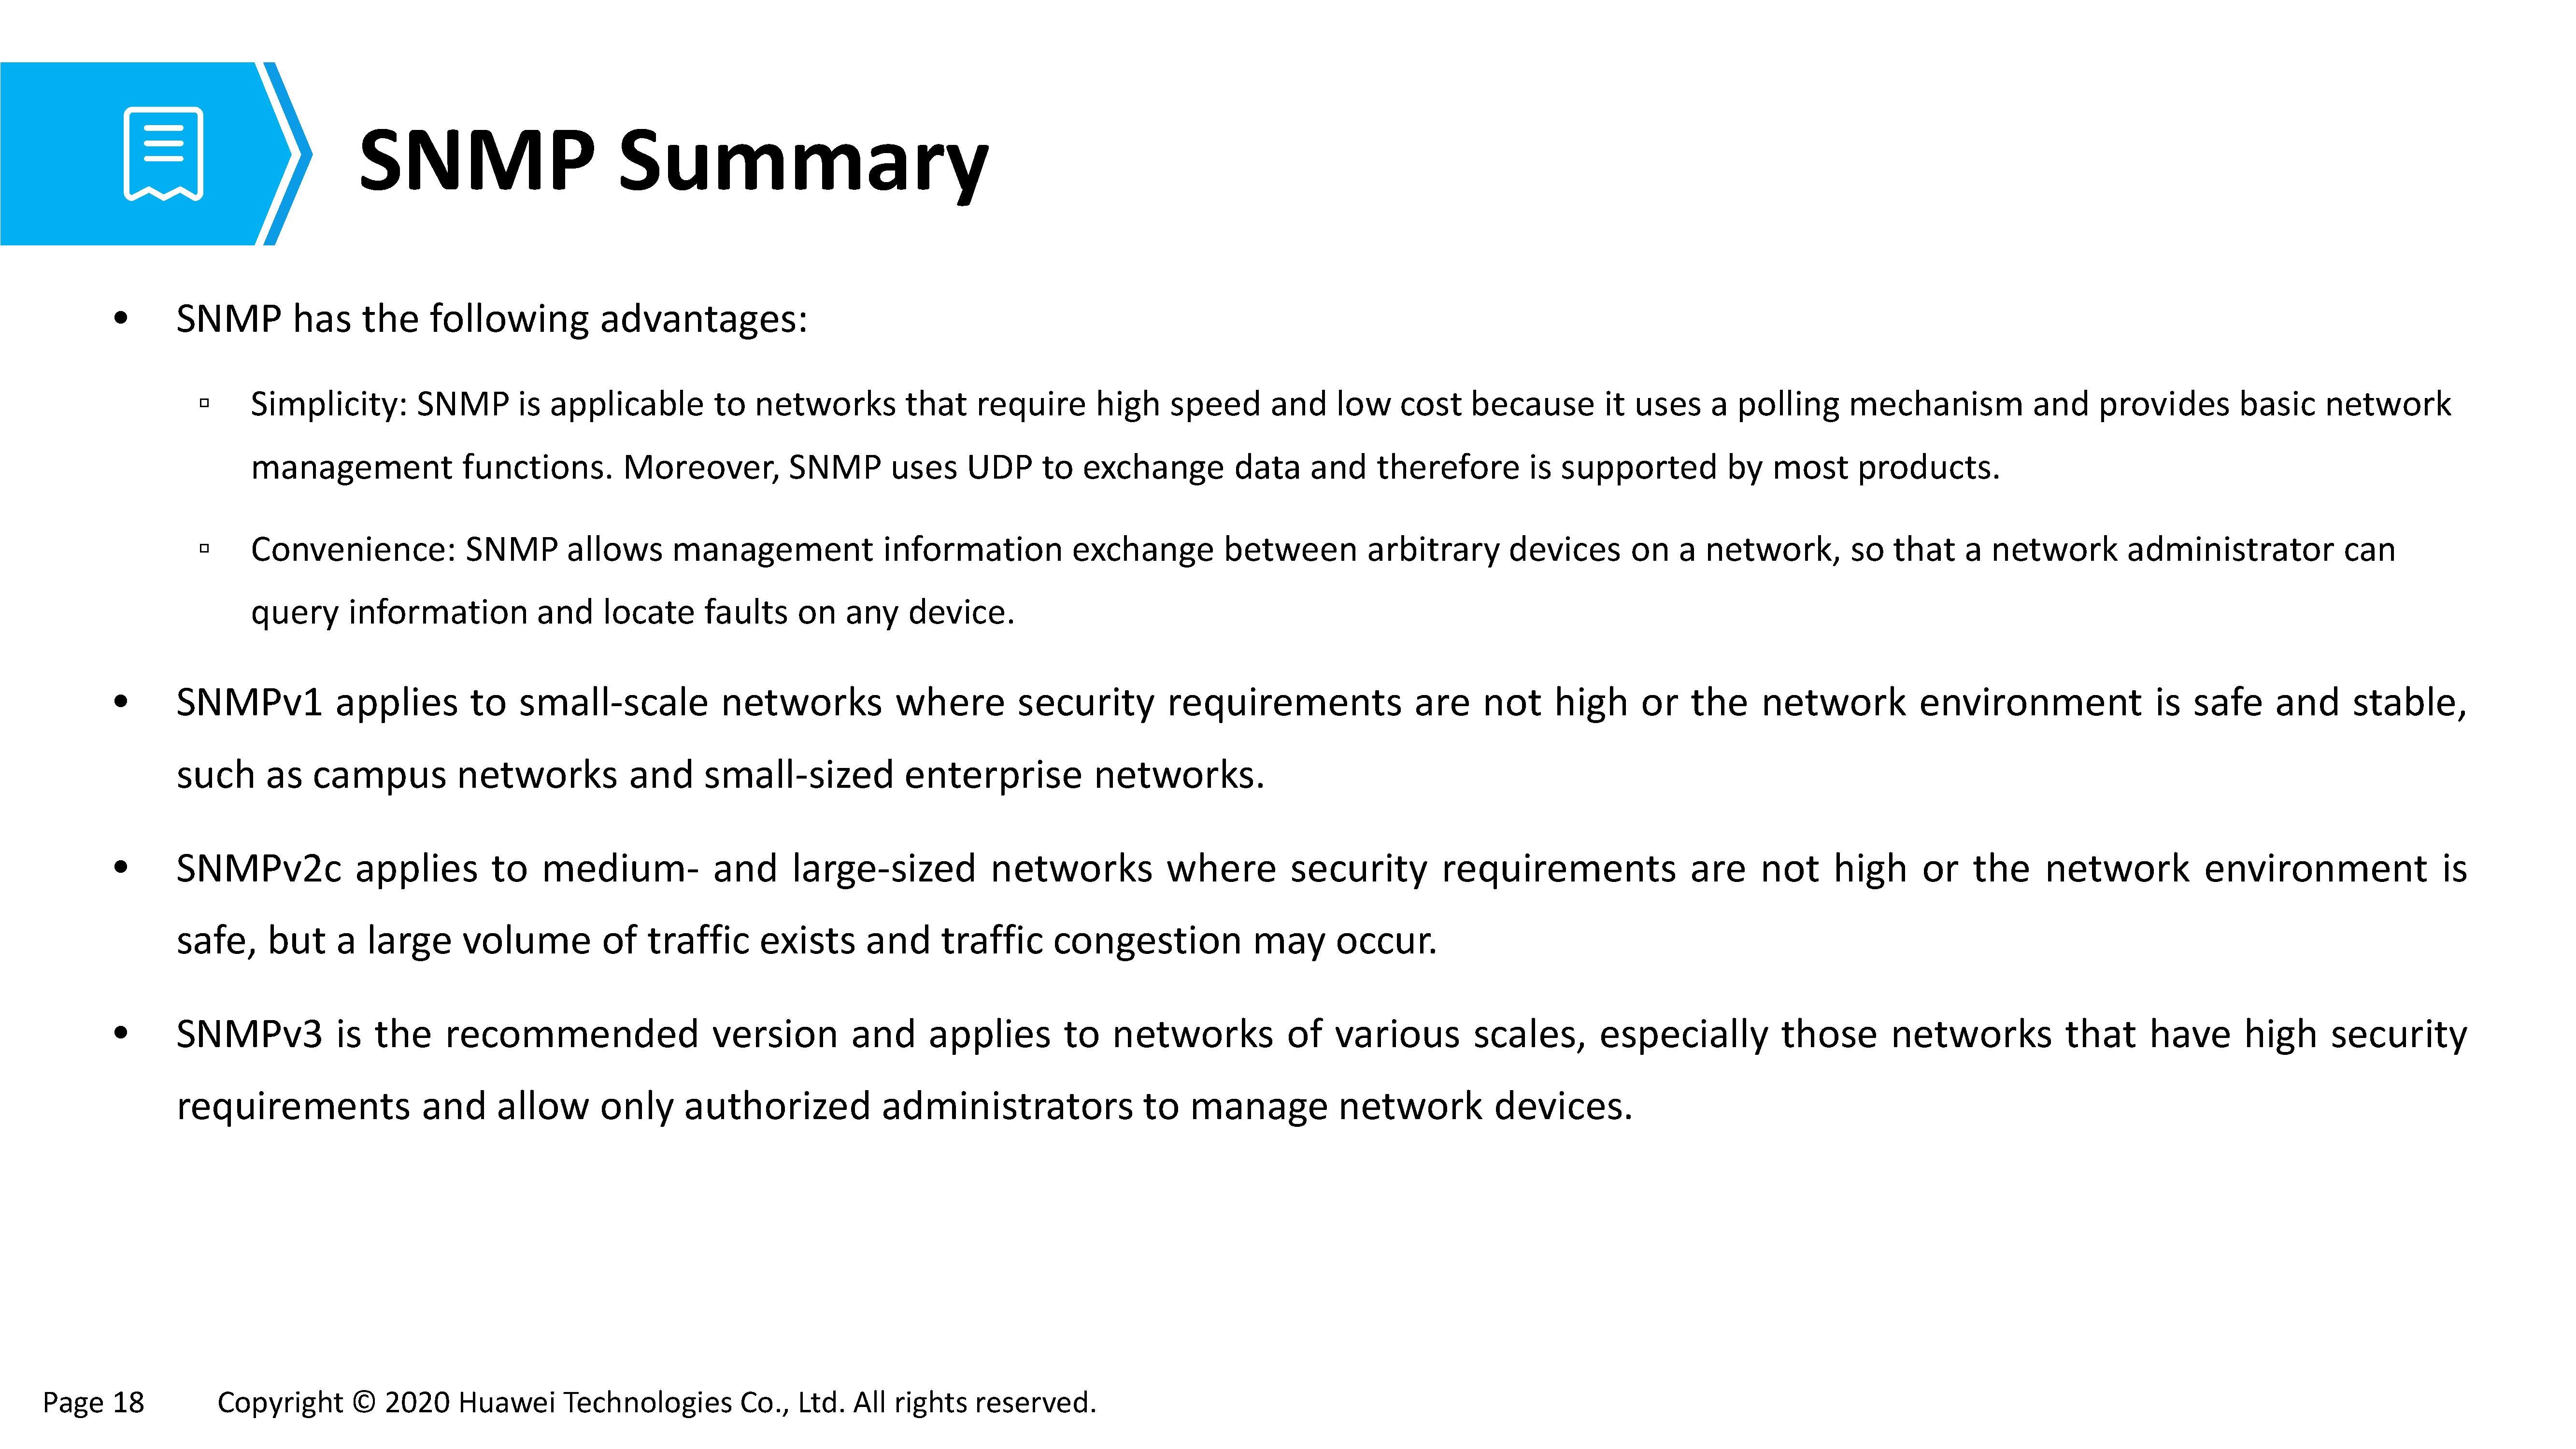 SNMP Summary
• SNMP has the following advantages:
▫ Simplicity: SNMP is applicable to networks that require high speed and low cost because it uses a polling mechanism and provides basic network
management functions. Moreover, SNMP uses UDP to exchange data and therefore is supported by most products.
▫ Convenience: SNMP allows management information exchange between arbitrary devices on a network, so that a network administrator can
query information and locate faults on any device.
• SNMPv1 applies to small-scale networks where security requirements are not high or the network environment is safe and stable,
such as campus networks and small-sized enterprise networks.
• SNMPv2c applies to medium- and large-sized networks where security requirements are not high or the network environment is
safe, but a large volume of traffic exists and traffic congestion may occur.
• SNMPv3 is the recommended version and applies to networks of various scales, especially those networks that have high security
requirements and allow only authorized administrators to manage network devices.
Page 18 Copyright © 2020 Huawei Technologies Co., Ltd. All rights reserved.